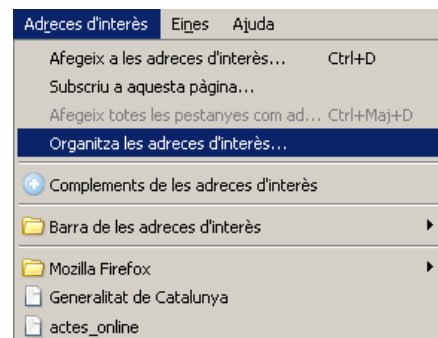 Adreces d'interès Eines Ajuda
Afegeix a les adreces d'interès... Ctrl+D
Subscriu a aquesta pàgina...
Afegeix totes les pestanyes com ad... Ctrl+Maj+D
Organitza les adreces d'interès...
Complements de les adreces d'interès
Barra de les adreces d'interès
Mozilla Firefox
Generalitat de Catalunya
actes_online